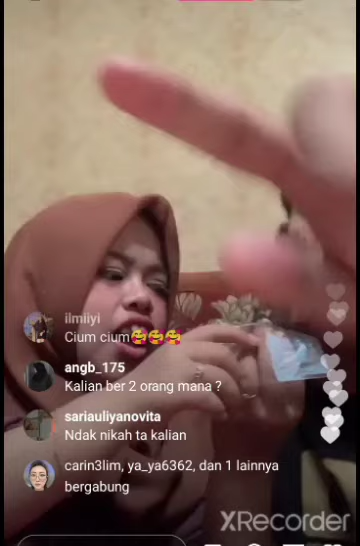 ilmiiyi
Cium cium🥰🥰🥰
angb_175
Kalian ber 2 orang mana ?
sariauliyanovita
Ndak nikah ta kalian
carin3lim, ya_ya6362, dan 1 lainnya
bergabung
XRecorder